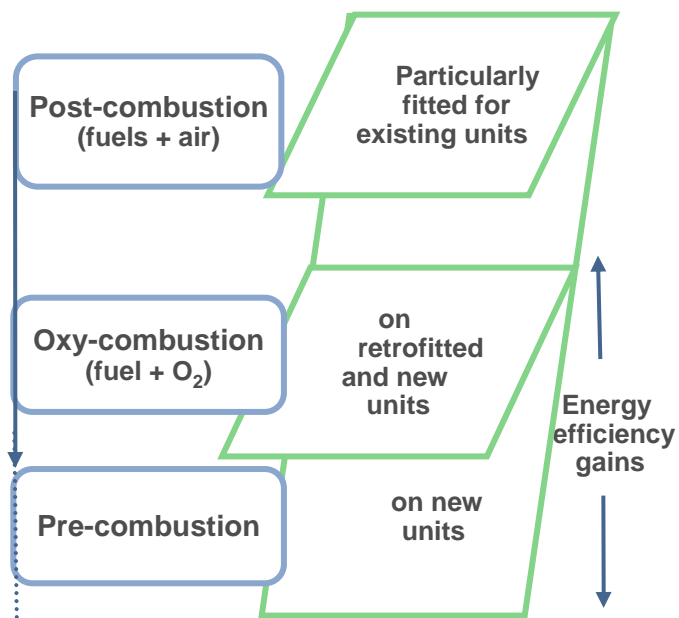 Post-combustion
(fuels + air)
Particularly
fitted for
existing units
Oxy-combustion
(fuel + O₂)
on
retrofitted
and new
units
Energy
efficiency
gains
Pre-combustion
on new
units